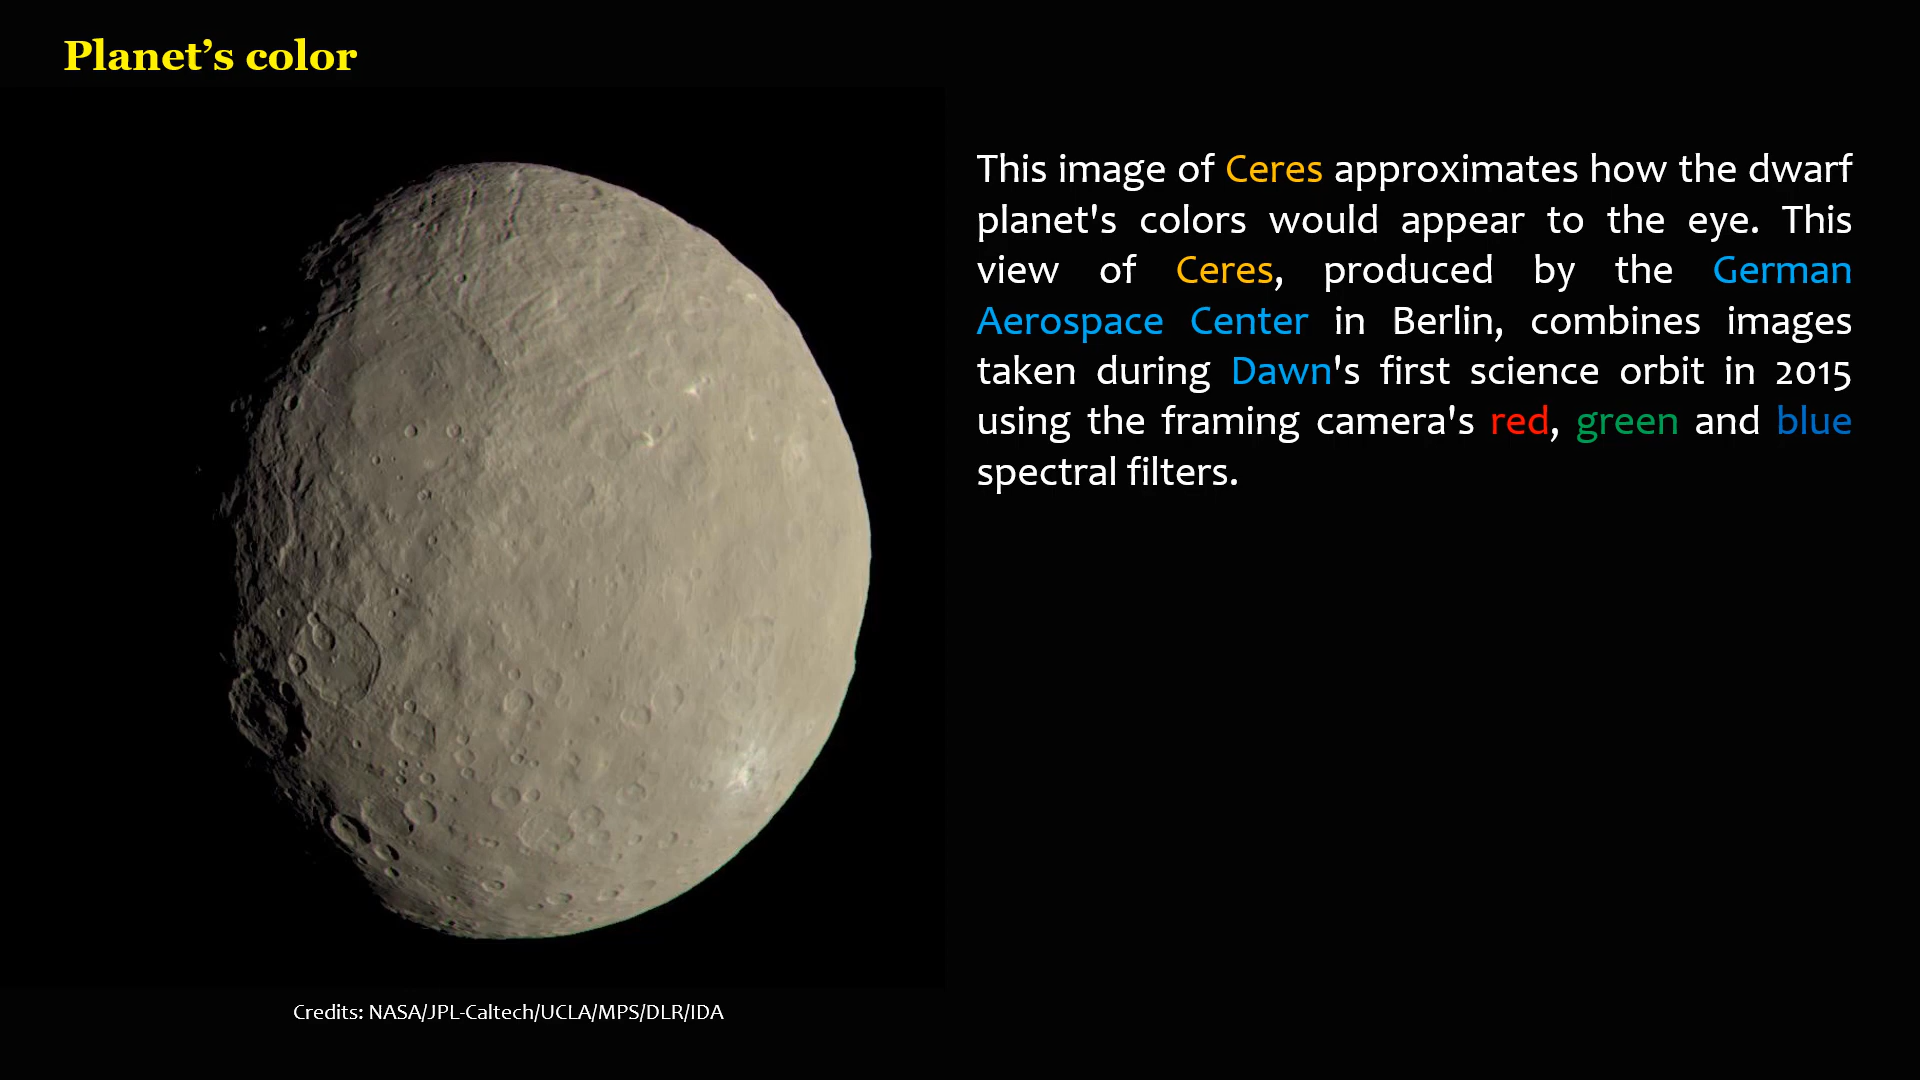 Planet’s color
This image of Ceres approximates how the dwarf
planet's colors would appear to the eye. This
view of Ceres, produced by the German
Aerospace Center in Berlin, combines images
taken during Dawn's first science orbit in 2015
using the framing camera's red, green and blue
spectral filters.
Credits: NASA/JPL-Caltech/UCLA/MPS/DLR/IDA